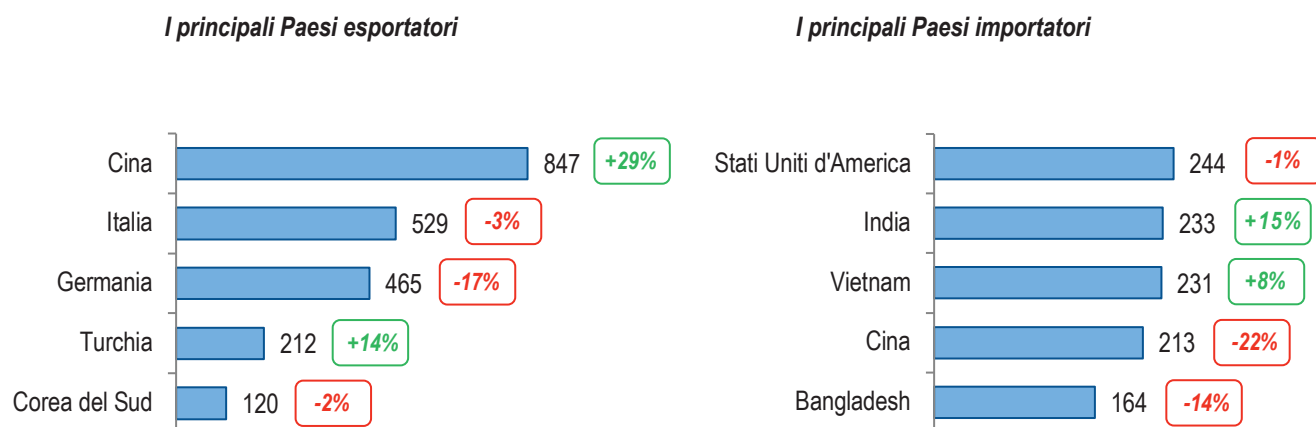 I principali Paesi esportatori
Cina 847 +29%
Italia 529 -3%
Germania 465 -17%
Turchia 212 +14%
Corea del Sud 120 -2%
I principali Paesi importatori
Stati Uniti d'America 244 -1%
India 233 +15%
Vietnam 231 +8%
Cina 213 -22%
Bangladesh 164 -14%